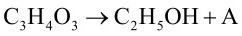 C₃H₄O₃ → C₂H₅OH + A